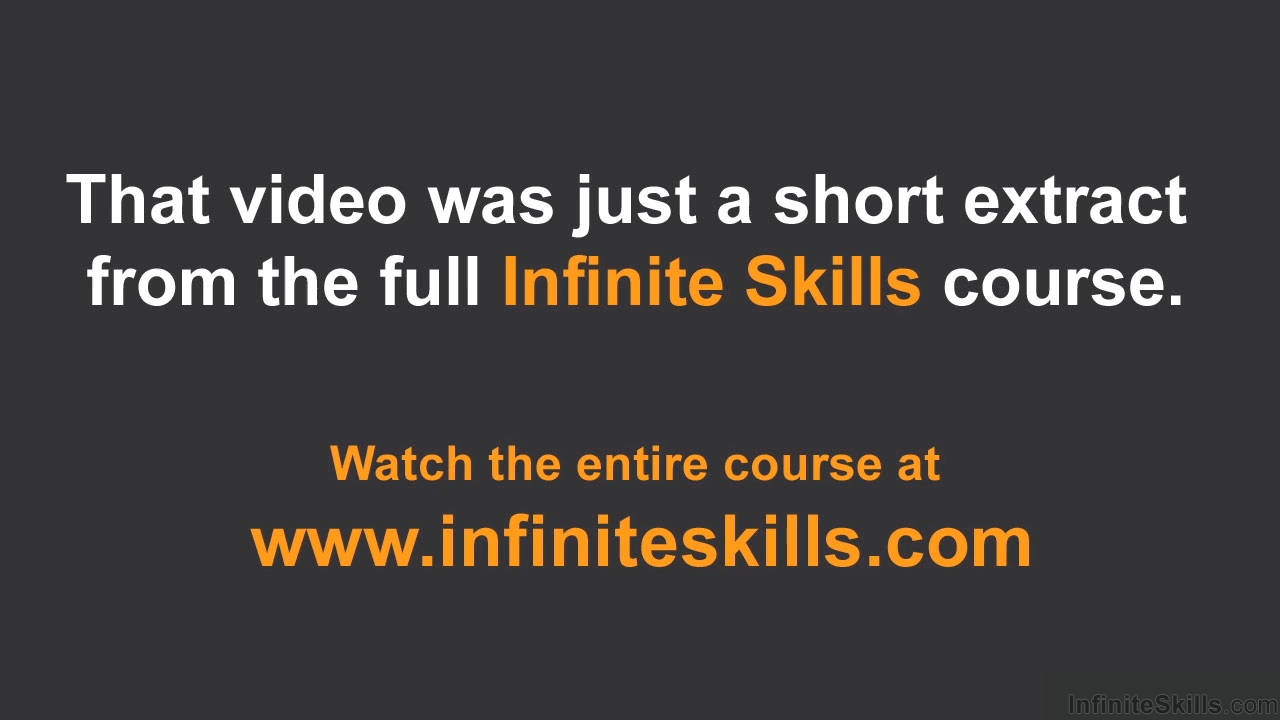 That video was just a short extract
from the full Infinite Skills course.
Watch the entire course at
www.infiniteskills.com
InfiniteSkills.com